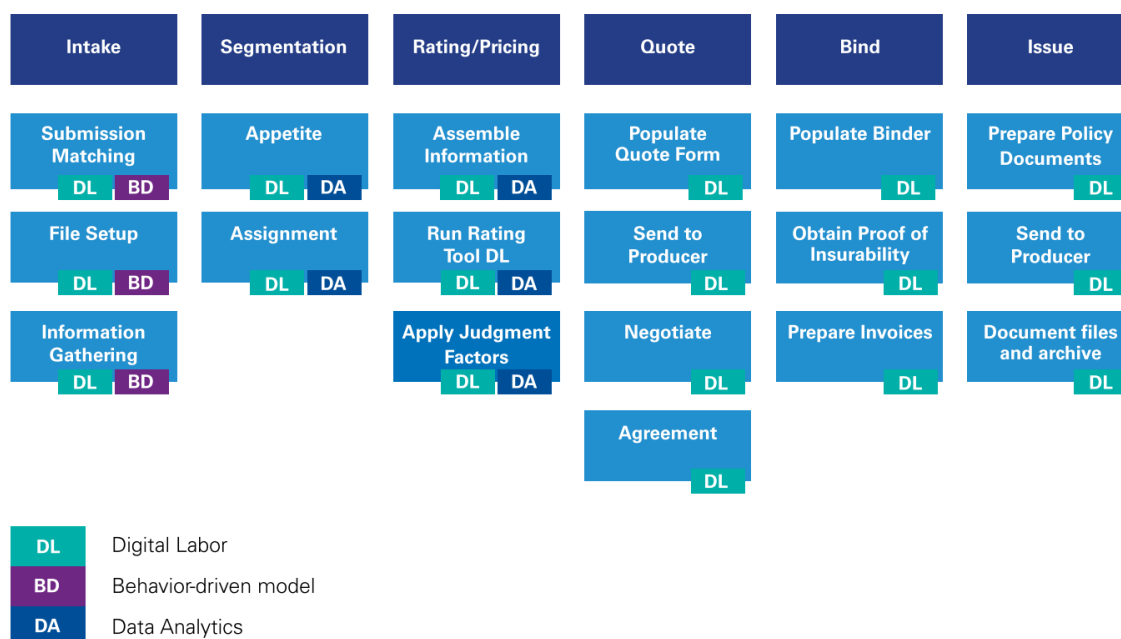 Intake
Segmentation
Rating/Pricing
Quote
Bind
Issue
Submission
Matching
DL BD
Appetite
DL DA
Assemble
Information
DL DA
Populate
Quote Form
DL
Populate Binder
DL
Prepare Policy
Documents
DL
File Setup
DL BD
Assignment
DL DA
Run Rating
Tool DL
DL DA
Send to
Producer
DL
Obtain Proof of
Insurability
DL
Send to
Producer
DL
Information
Gathering
DL BD
Apply Judgment
Factors
DL DA
Negotiate
DL
Prepare Invoices
DL
Document files
and archive
DL
Agreement
DL
DL Digital Labor
BD Behavior-driven model
DA Data Analytics